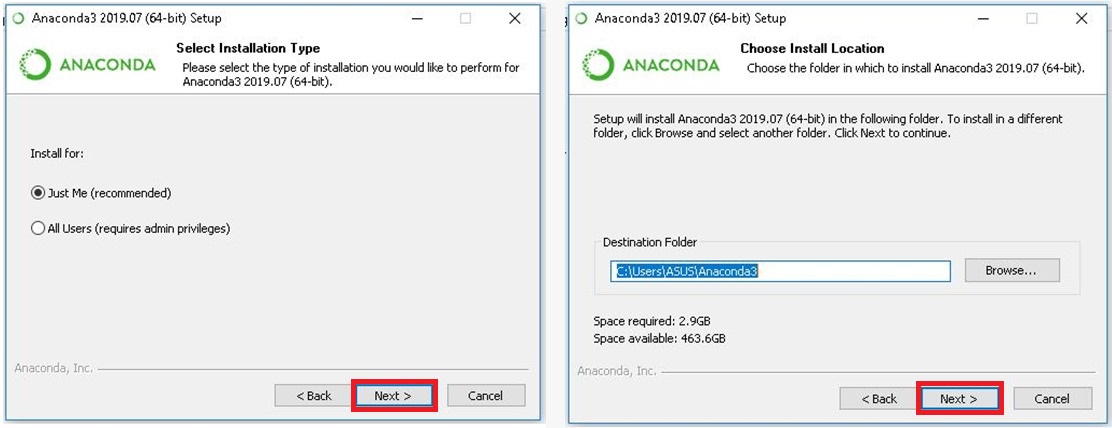 Anaconda3 2019.07 (64-bit) Setup
ANACONDA
Select Installation Type
Please select the type of installation you would like to perform for
Anaconda3 2019.07 (64-bit).
Install for:
Just Me (recommended)
All Users (requires admin privileges)
Anaconda, Inc.
< Back
Next >
Cancel
Anaconda3 2019.07 (64-bit) Setup
ANACONDA
Choose Install Location
Choose the folder in which to install Anaconda3 2019.07 (64-bit).
Setup will install Anaconda3 2019.07 (64-bit) in the following folder. To install in a different
folder, click Browse and select another folder. Click Next to continue.
Destination Folder
C:\Users\ASUS\Anaconda3
Browse...
Space required: 2.9GB
Space available: 463.6GB
Anaconda, Inc.
< Back
Next >
Cancel